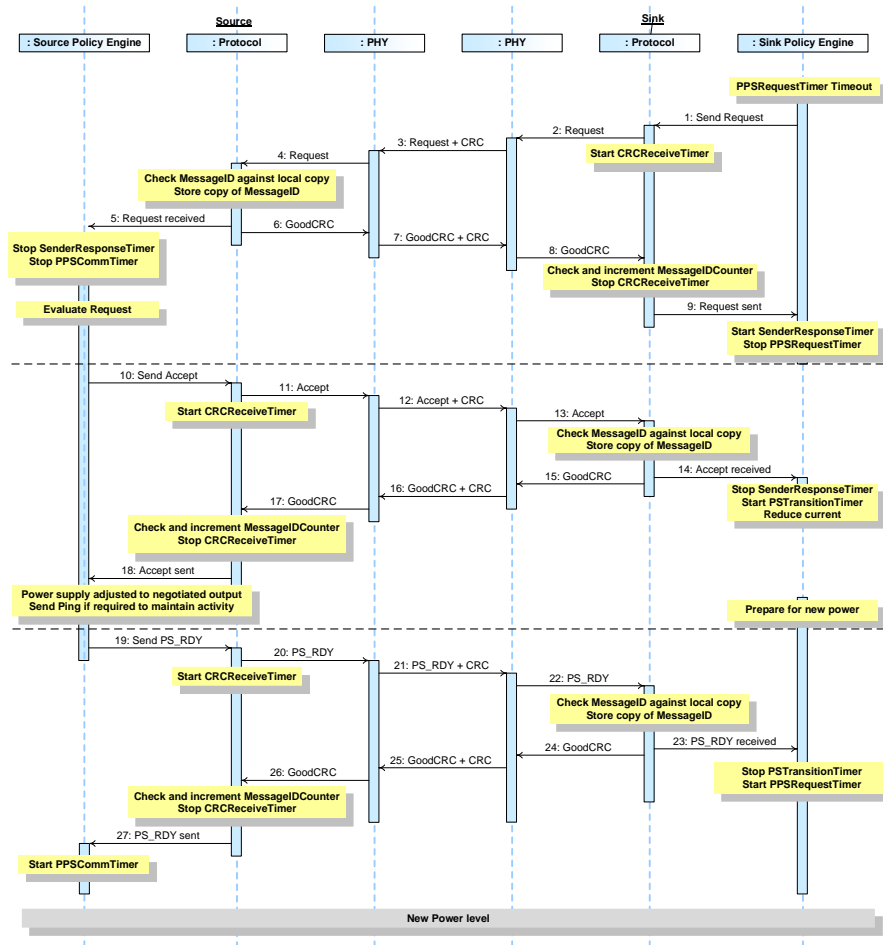 Source
Sink
: Source Policy Engine
: Protocol
: PHY
: PHY
: Protocol
: Sink Policy Engine
PPSRequestTimer Timeout
1: Send Request
2: Request
3: Request + CRC
4: Request
Start CRCReceiveTimer
Check MessageID against local copy
Store copy of MessageID
5: Request received
6: GoodCRC
7: GoodCRC + CRC
8: GoodCRC
Stop SenderResponseTimer
Stop PPSCommTimer
Check and increment MessageIDCounter
Stop CRCReceiveTimer
Evaluate Request
9: Request sent
Start SenderResponseTimer
Stop PPSRequestTimer
10: Send Accept
11: Accept
Start CRCReceiveTimer
12: Accept + CRC
13: Accept
Check MessageID against local copy
Store copy of MessageID
14: Accept received
15: GoodCRC
16: GoodCRC + CRC
17: GoodCRC
Stop SenderResponseTimer
Start PSTransitionTimer
Reduce current
Check and increment MessageIDCounter
Stop CRCReceiveTimer
18: Accept sent
Power supply adjusted to negotiated output
Send Ping if required to maintain activity
Prepare for new power
19: Send PS_RDY
20: PS_RDY
Start CRCReceiveTimer
21: PS_RDY + CRC
22: PS_RDY
Check MessageID against local copy
Store copy of MessageID
23: PS_RDY received
24: GoodCRC
25: GoodCRC + CRC
26: GoodCRC
Stop PSTransitionTimer
Start PPSRequestTimer
Check and increment MessageIDCounter
Stop CRCReceiveTimer
27: PS_RDY sent
Start PPSCommTimer
New Power level